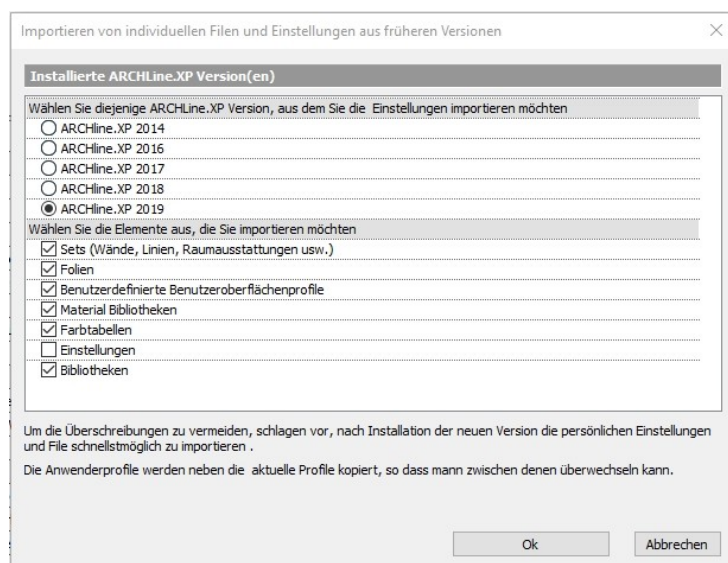 Importieren von individuellen Filen und Einstellungen aus früheren Versionen
Installierte ARCHLine.XP Version(en)
Wählen Sie diejenige ARCHLine.XP Version, aus dem Sie die Einstellungen importieren möchten
ARCHline.XP 2014
ARCHline.XP 2016
ARCHline.XP 2017
ARCHline.XP 2018
ARCHline.XP 2019
Wählen Sie die Elemente aus, die Sie importieren möchten
Sets (Wände, Linien, Raumausstattungen usw.)
Folien
Benutzerdefinierte Benutzeroberflächenprofile
Material Bibliotheken
Farbtabellen
Einstellungen
Bibliotheken
Um die Überschreibungen zu vermeiden, schlagen vor, nach Installation der neuen Version die persönlichen Einstellungen
und File schnellstmöglich zu importieren .
Die Anwenderprofile werden neben die aktuelle Profile kopiert, so dass mann zwischen denen überwechseln kann.
Ok
Abbrechen